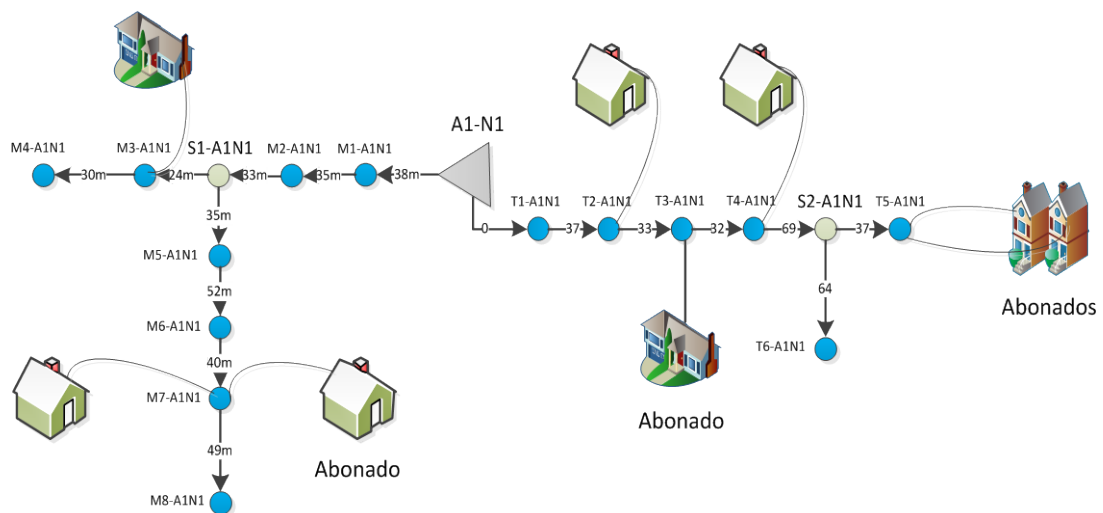 A1-N1
M4-A1N1
M3-A1N1
S1-A1N1
M2-A1N1
M1-A1N1
30m
24m
33m
35m
38m
T1-A1N1
T2-A1N1
T3-A1N1
T4-A1N1
S2-A1N1
T5-A1N1
0
37
33
32
69
37
35m
M5-A1N1
52m
M6-A1N1
40m
M7-A1N1
49m
M8-A1N1
Abonado
64
T6-A1N1
Abonado
Abonados